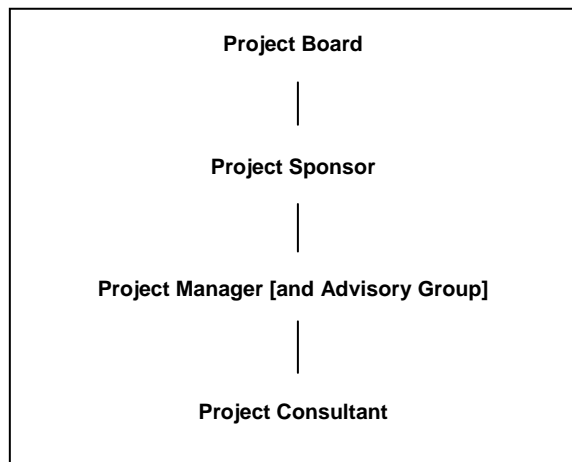 Project Board
Project Sponsor
Project Manager [and Advisory Group]
Project Consultant